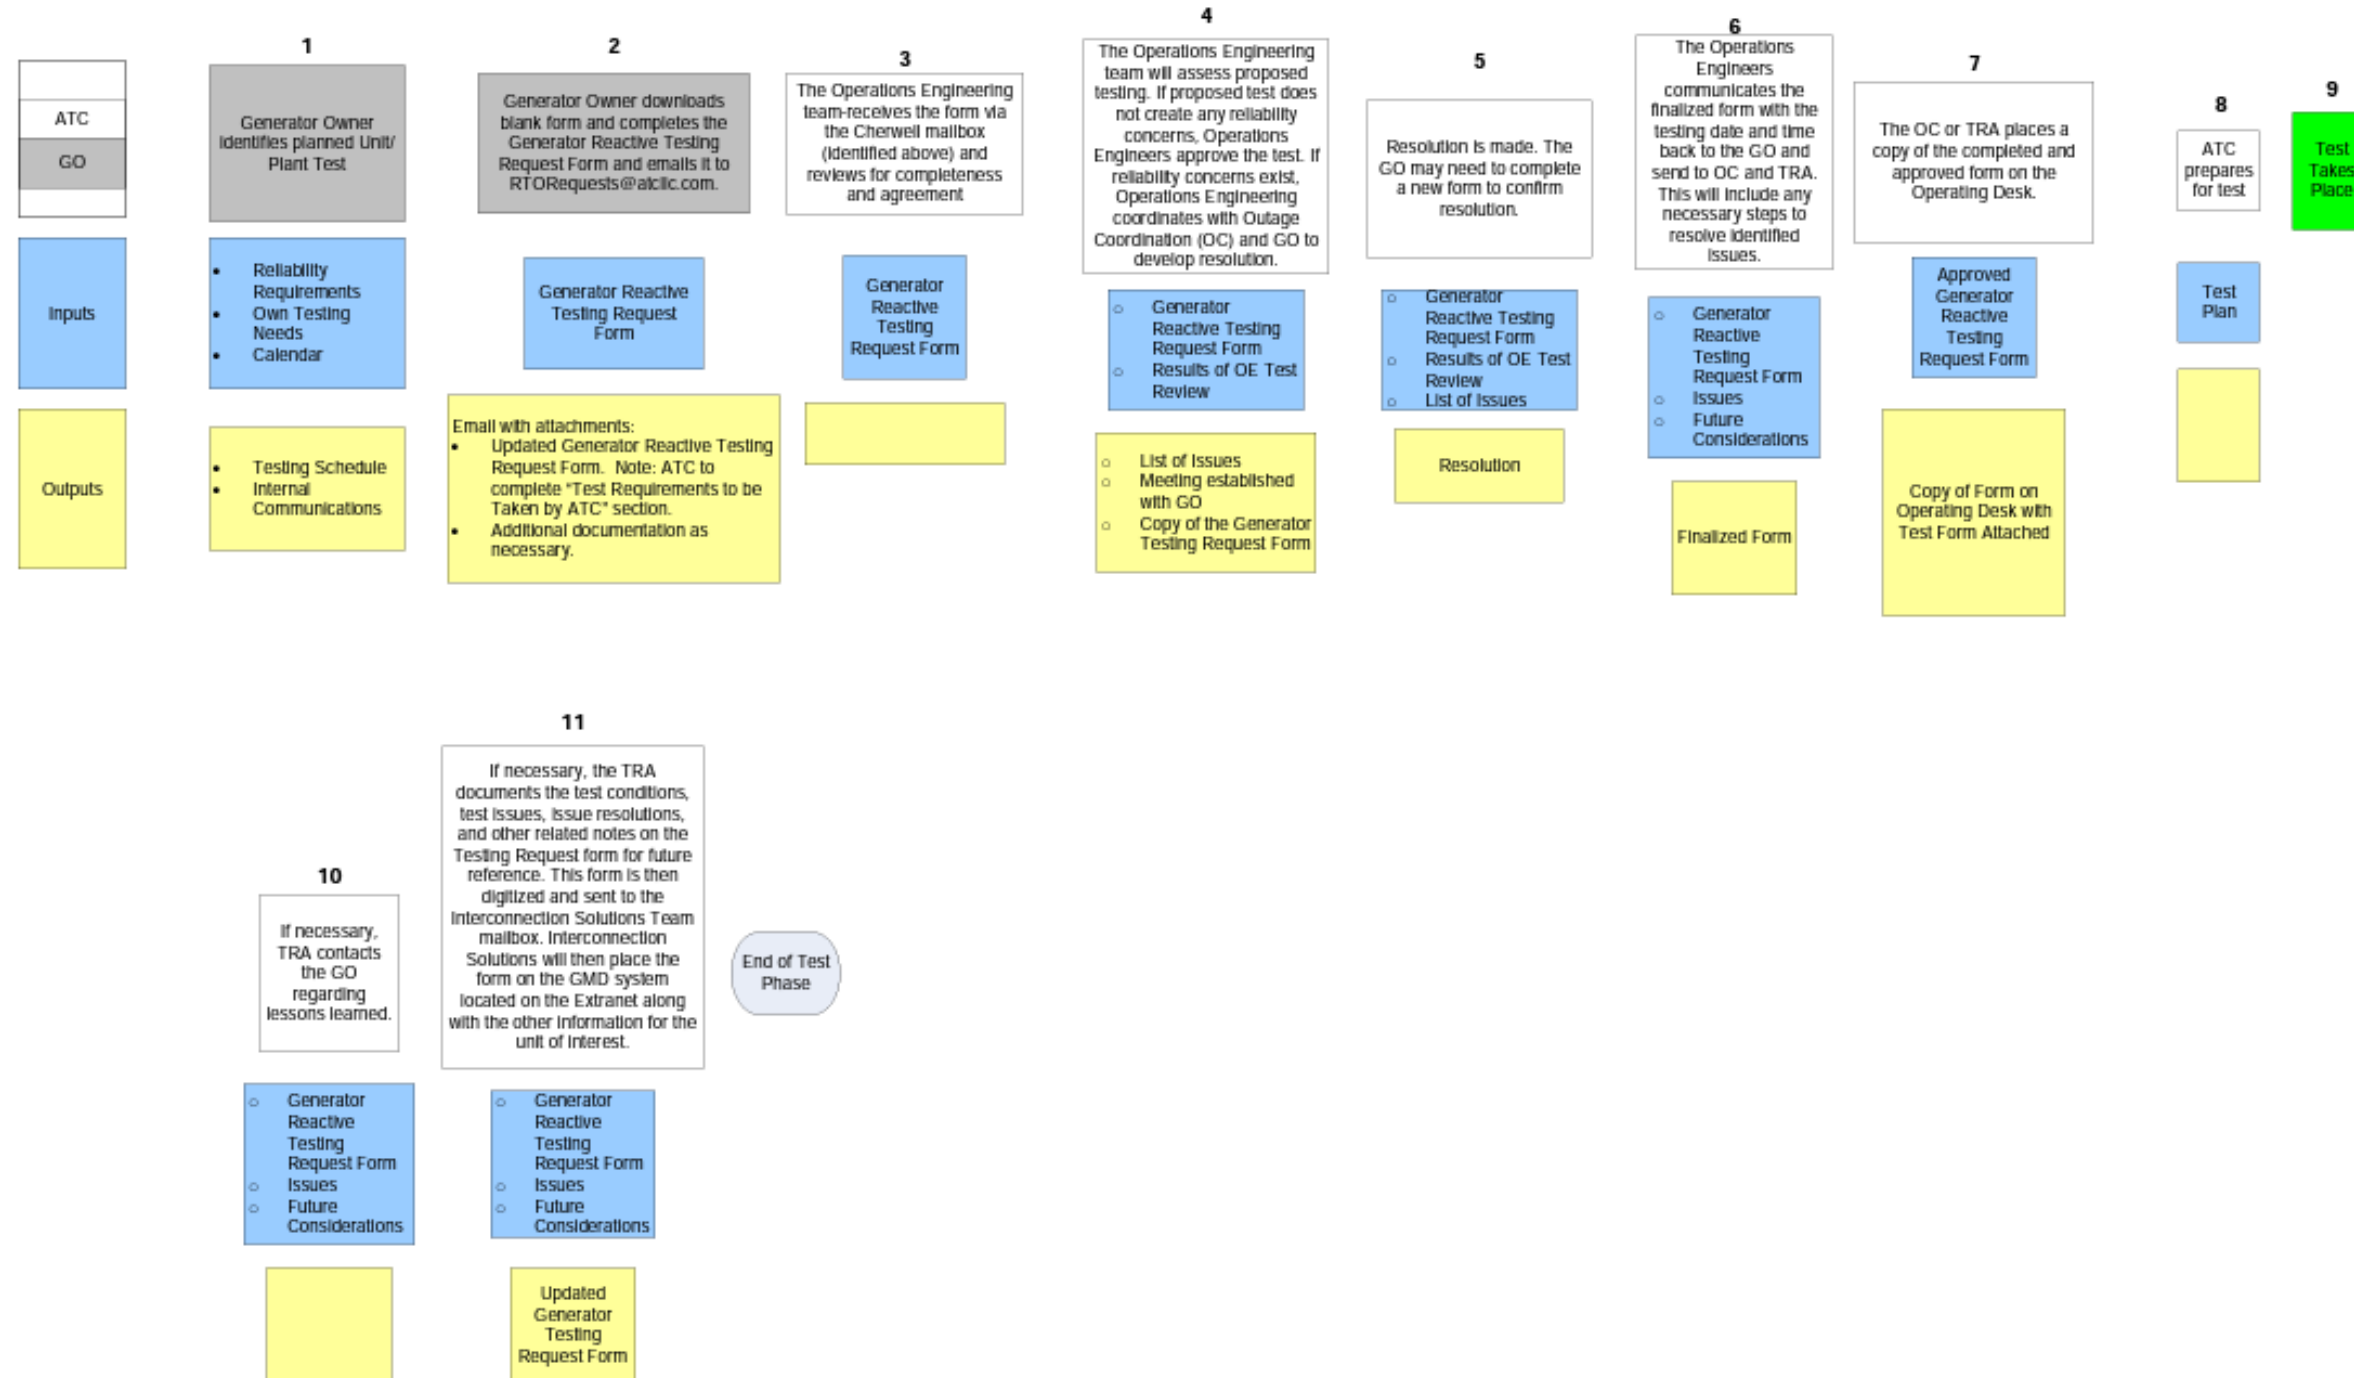 ATC
GO
Inputs
Outputs
1
Generator Owner
identifies planned Unit/
Plant Test
• Reliability
Requirements
• Own Testing
Needs
• Calendar
• Testing Schedule
• Internal
Communications
2
Generator Owner downloads
blank form and completes the
Generator Reactive Testing
Request Form and emails it to
RTORequests@atcllc.com.
Generator Reactive
Testing Request
Form
Email with attachments:
• Updated Generator Reactive Testing
Request Form. Note: ATC to
complete "Test Requirements to be
Taken by ATC" section.
• Additional documentation as
necessary.
3
The Operations Engineering
team-receives the form via
the Cherwell mailbox
(identified above) and
reviews for completeness
and agreement
Generator
Reactive
Testing
Request Form
4
The Operations Engineering
team will assess proposed
testing. If proposed test does
not create any reliability
concerns, Operations
Engineers approve the test. If
reliability concerns exist,
Operations Engineering
coordinates with Outage
Coordination (OC) and GO to
develop resolution.
○ Generator
Reactive Testing
Request Form
○ Results of OE Test
Review
○ List of Issues
○ Meeting established
with GO
○ Copy of the Generator
Testing Request Form
5
Resolution is made. The
GO may need to complete
a new form to confirm
resolution.
○ Generator
Reactive Testing
Request Form
○ Results of OE Test
Review
○ List of Issues
Resolution
6
The Operations
Engineers
communicates the
finalized form with the
testing date and time
back to the GO and
send to OC and TRA.
This will include any
necessary steps to
resolve identified
issues.
○ Generator
Reactive
Testing
Request Form
○ Issues
○ Future
Considerations
Finalized Form
7
The OC or TRA places a
copy of the completed and
approved form on the
Operating Desk.
Approved
Generator
Reactive
Testing
Request Form
Copy of Form on
Operating Desk with
Test Form Attached
8
ATC
prepares
for test
Test
Plan
9
Test
Takes
Place
10
If necessary,
TRA contacts
the GO
regarding
lessons learned.
○ Generator
Reactive
Testing
Request Form
○ Issues
○ Future
Considerations
11
If necessary, the TRA
documents the test conditions,
test issues, issue resolutions,
and other related notes on the
Testing Request form for future
reference. This form is then
digitized and sent to the
Interconnection Solutions Team
mailbox. Interconnection
Solutions will then place the
form on the GMD system
located on the Extranet along
with the other information for the
unit of interest.
○ Generator
Reactive
Testing
Request Form
○ Issues
○ Future
Considerations
Updated
Generator
Testing
Request Form
End of Test
Phase